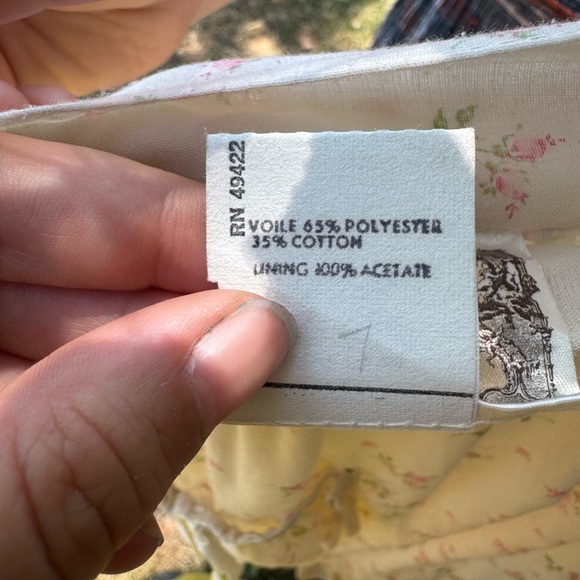 RN 49422
VOILE 65% POLYESTER
35% COTTON
LINING 100% ACETATE
7